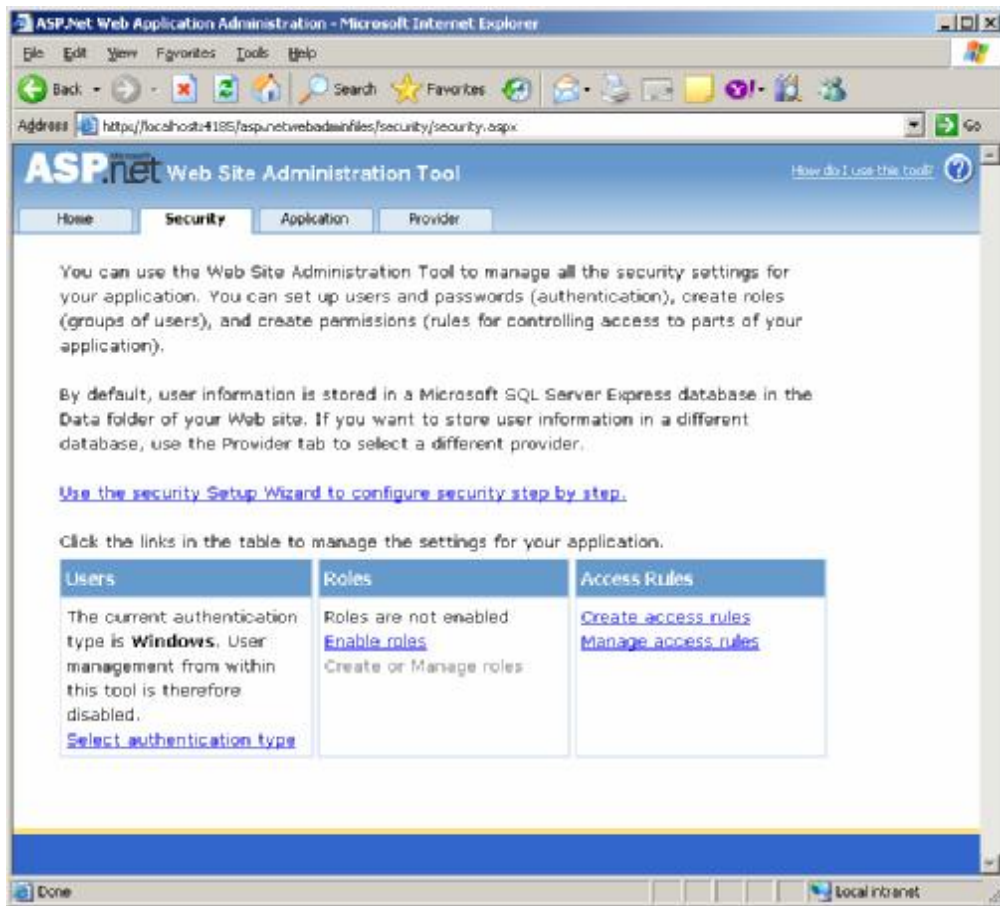 ASP.Net Web Application Administration - Microsoft Internet Explorer
File Edit View Favorites Tools Help
Back Search Favorites
Address http://localhost:4185/asp.netwebadminfiles/security/security.aspx Go
Microsoft
ASP.net Web Site Administration Tool How do I use this tool? ?
Home Security Application Provider
You can use the Web Site Administration Tool to manage all the security settings for
your application. You can set up users and passwords (authentication), create roles
(groups of users), and create permissions (rules for controlling access to parts of your
application).
By default, user information is stored in a Microsoft SQL Server Express database in the
Data folder of your Web site. If you want to store user information in a different
database, use the Provider tab to select a different provider.
Use the security Setup Wizard to configure security step by step.
Click the links in the table to manage the settings for your application.
Users Roles Access Rules
The current authentication Roles are not enabled Create access rules
type is Windows. User Enable roles Manage access rules
management from within Create or Manage roles
this tool is therefore
disabled.
Select authentication type
Done Local intranet